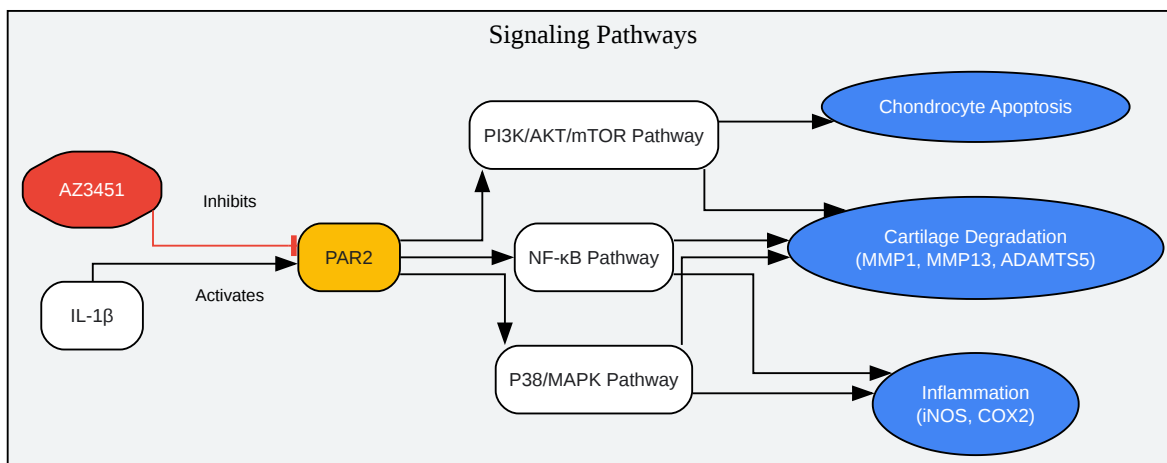 Signaling Pathways
Chondrocyte Apoptosis
PI3K/AKT/mTOR Pathway
AZ3451
Inhibits
Cartilage Degradation
(MMP1, MMP13, ADAMTS5)
PAR2
NF-κB Pathway
Activates
IL-1β
P38/MAPK Pathway
Inflammation
(iNOS, COX2)